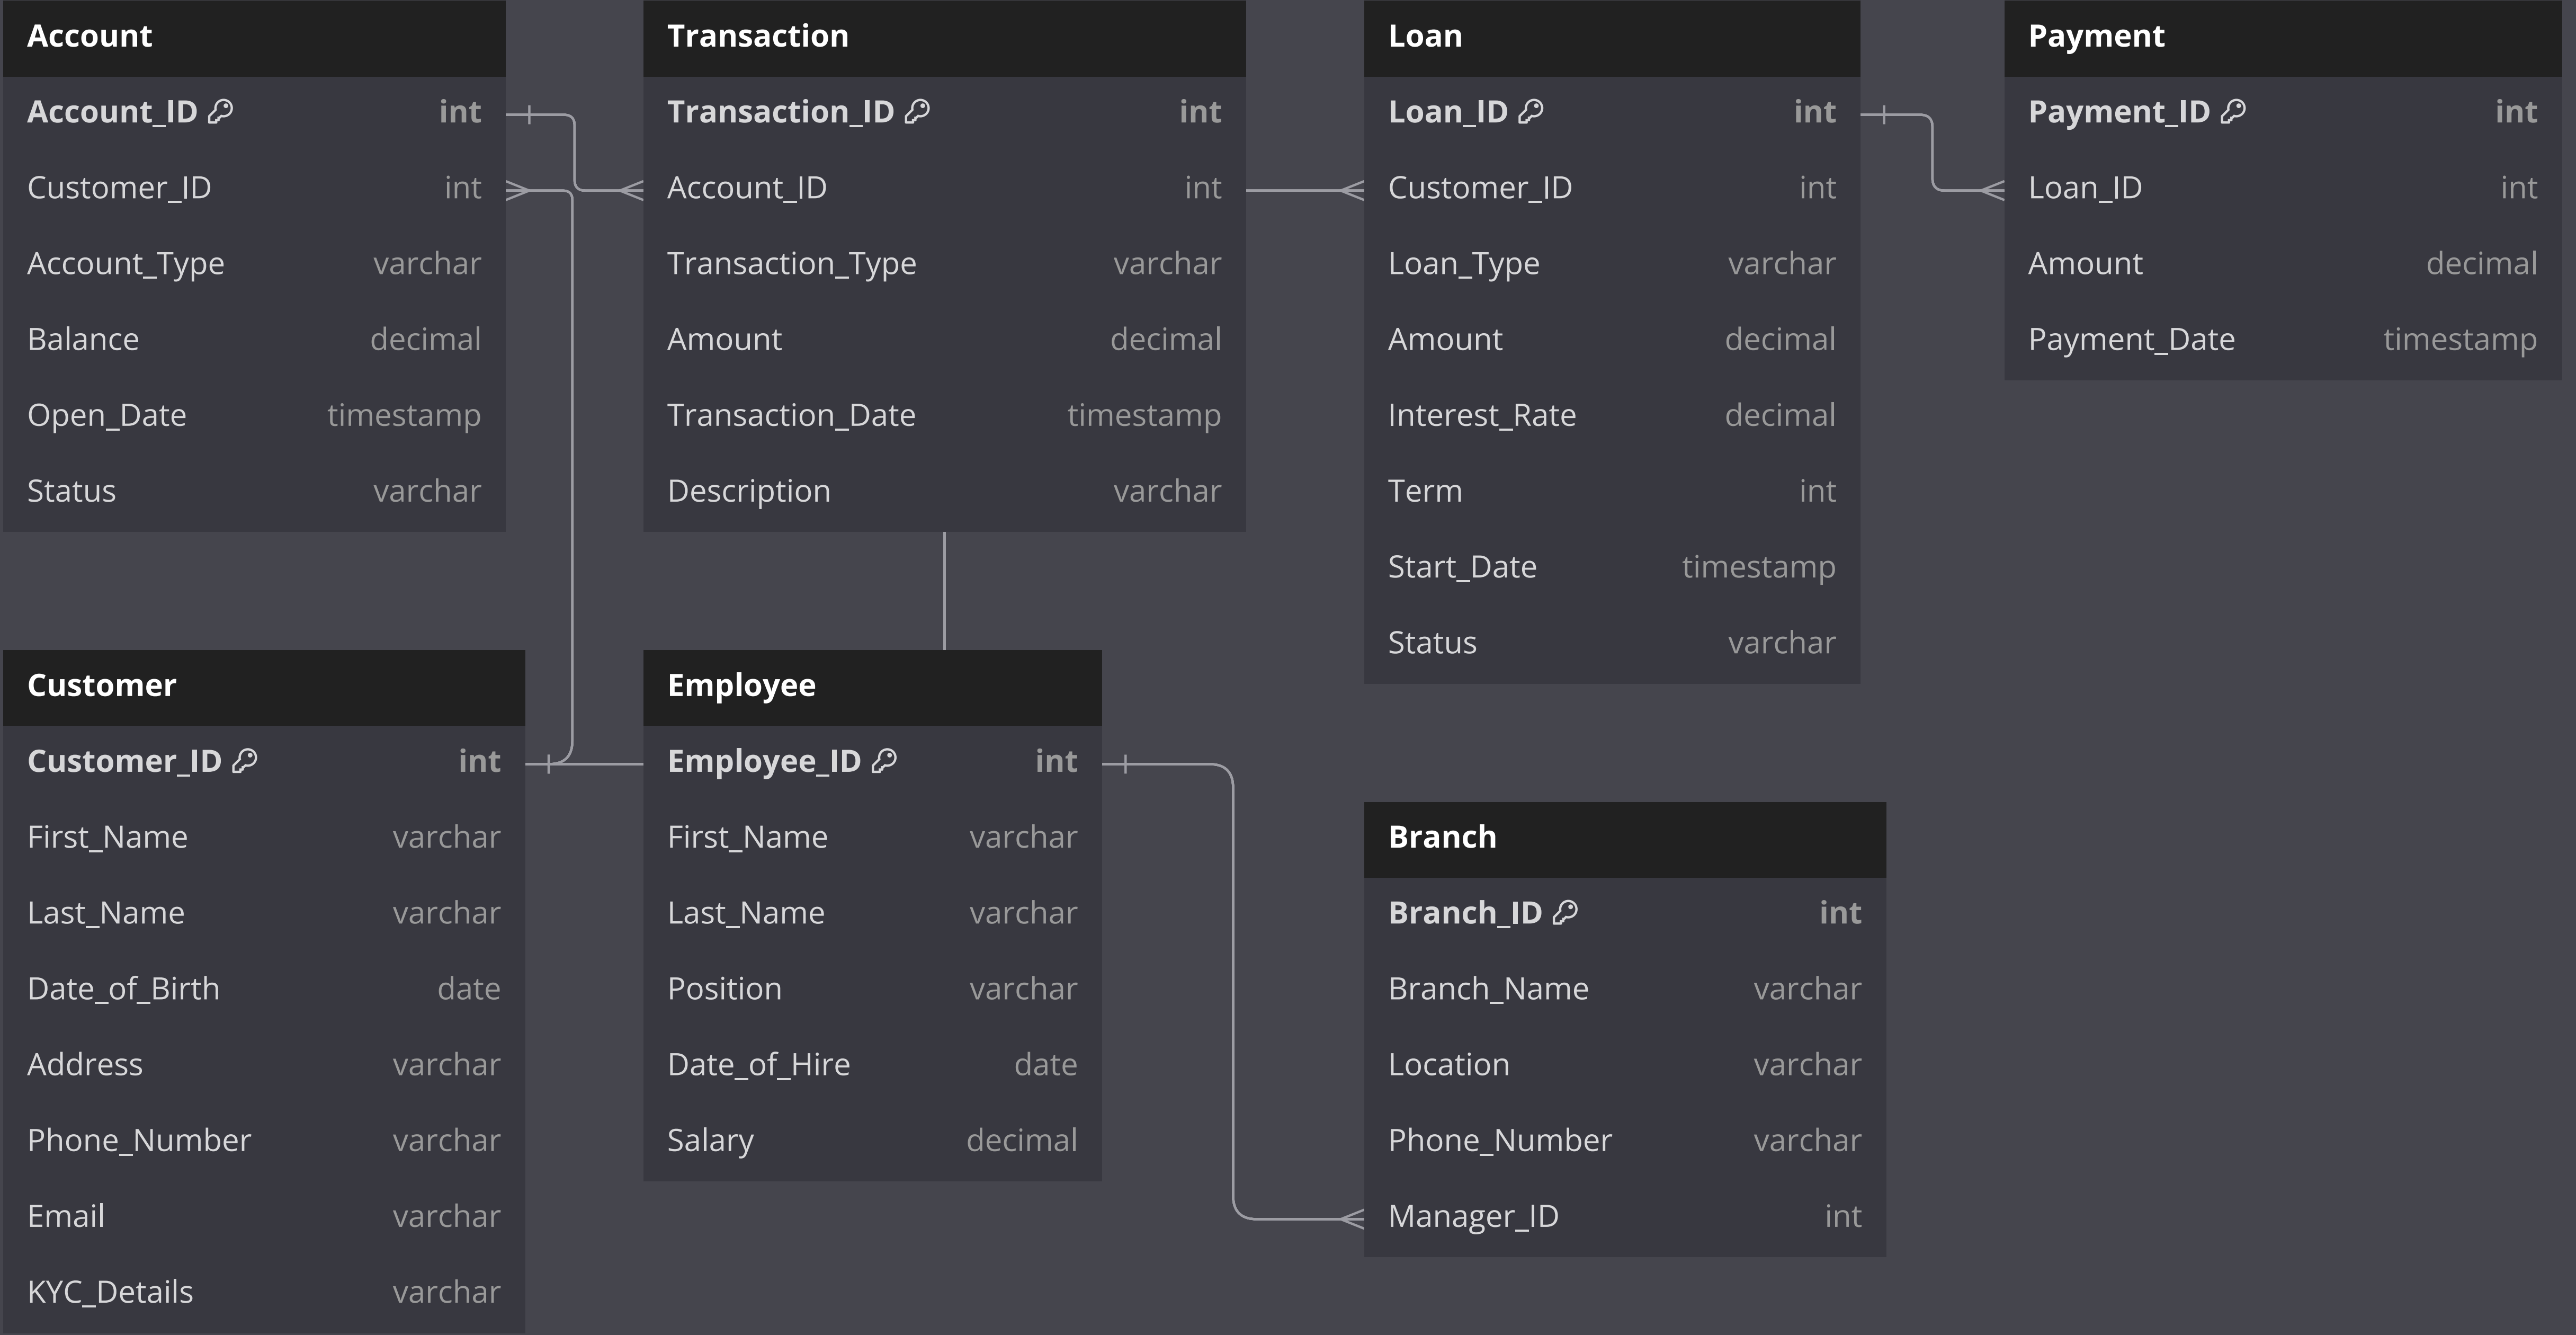 Account
Account_ID int
Customer_ID int
Account_Type varchar
Balance decimal
Open_Date timestamp
Status varchar
Transaction
Transaction_ID int
Account_ID int
Transaction_Type varchar
Amount decimal
Transaction_Date timestamp
Description varchar
Loan
Loan_ID int
Customer_ID int
Loan_Type varchar
Amount decimal
Interest_Rate decimal
Term int
Start_Date timestamp
Status varchar
Payment
Payment_ID int
Loan_ID int
Amount decimal
Payment_Date timestamp
Customer
Customer_ID int
First_Name varchar
Last_Name varchar
Date_of_Birth date
Address varchar
Phone_Number varchar
Email varchar
KYC_Details varchar
Employee
Employee_ID int
First_Name varchar
Last_Name varchar
Position varchar
Date_of_Hire date
Salary decimal
Branch
Branch_ID int
Branch_Name varchar
Location varchar
Phone_Number varchar
Manager_ID int